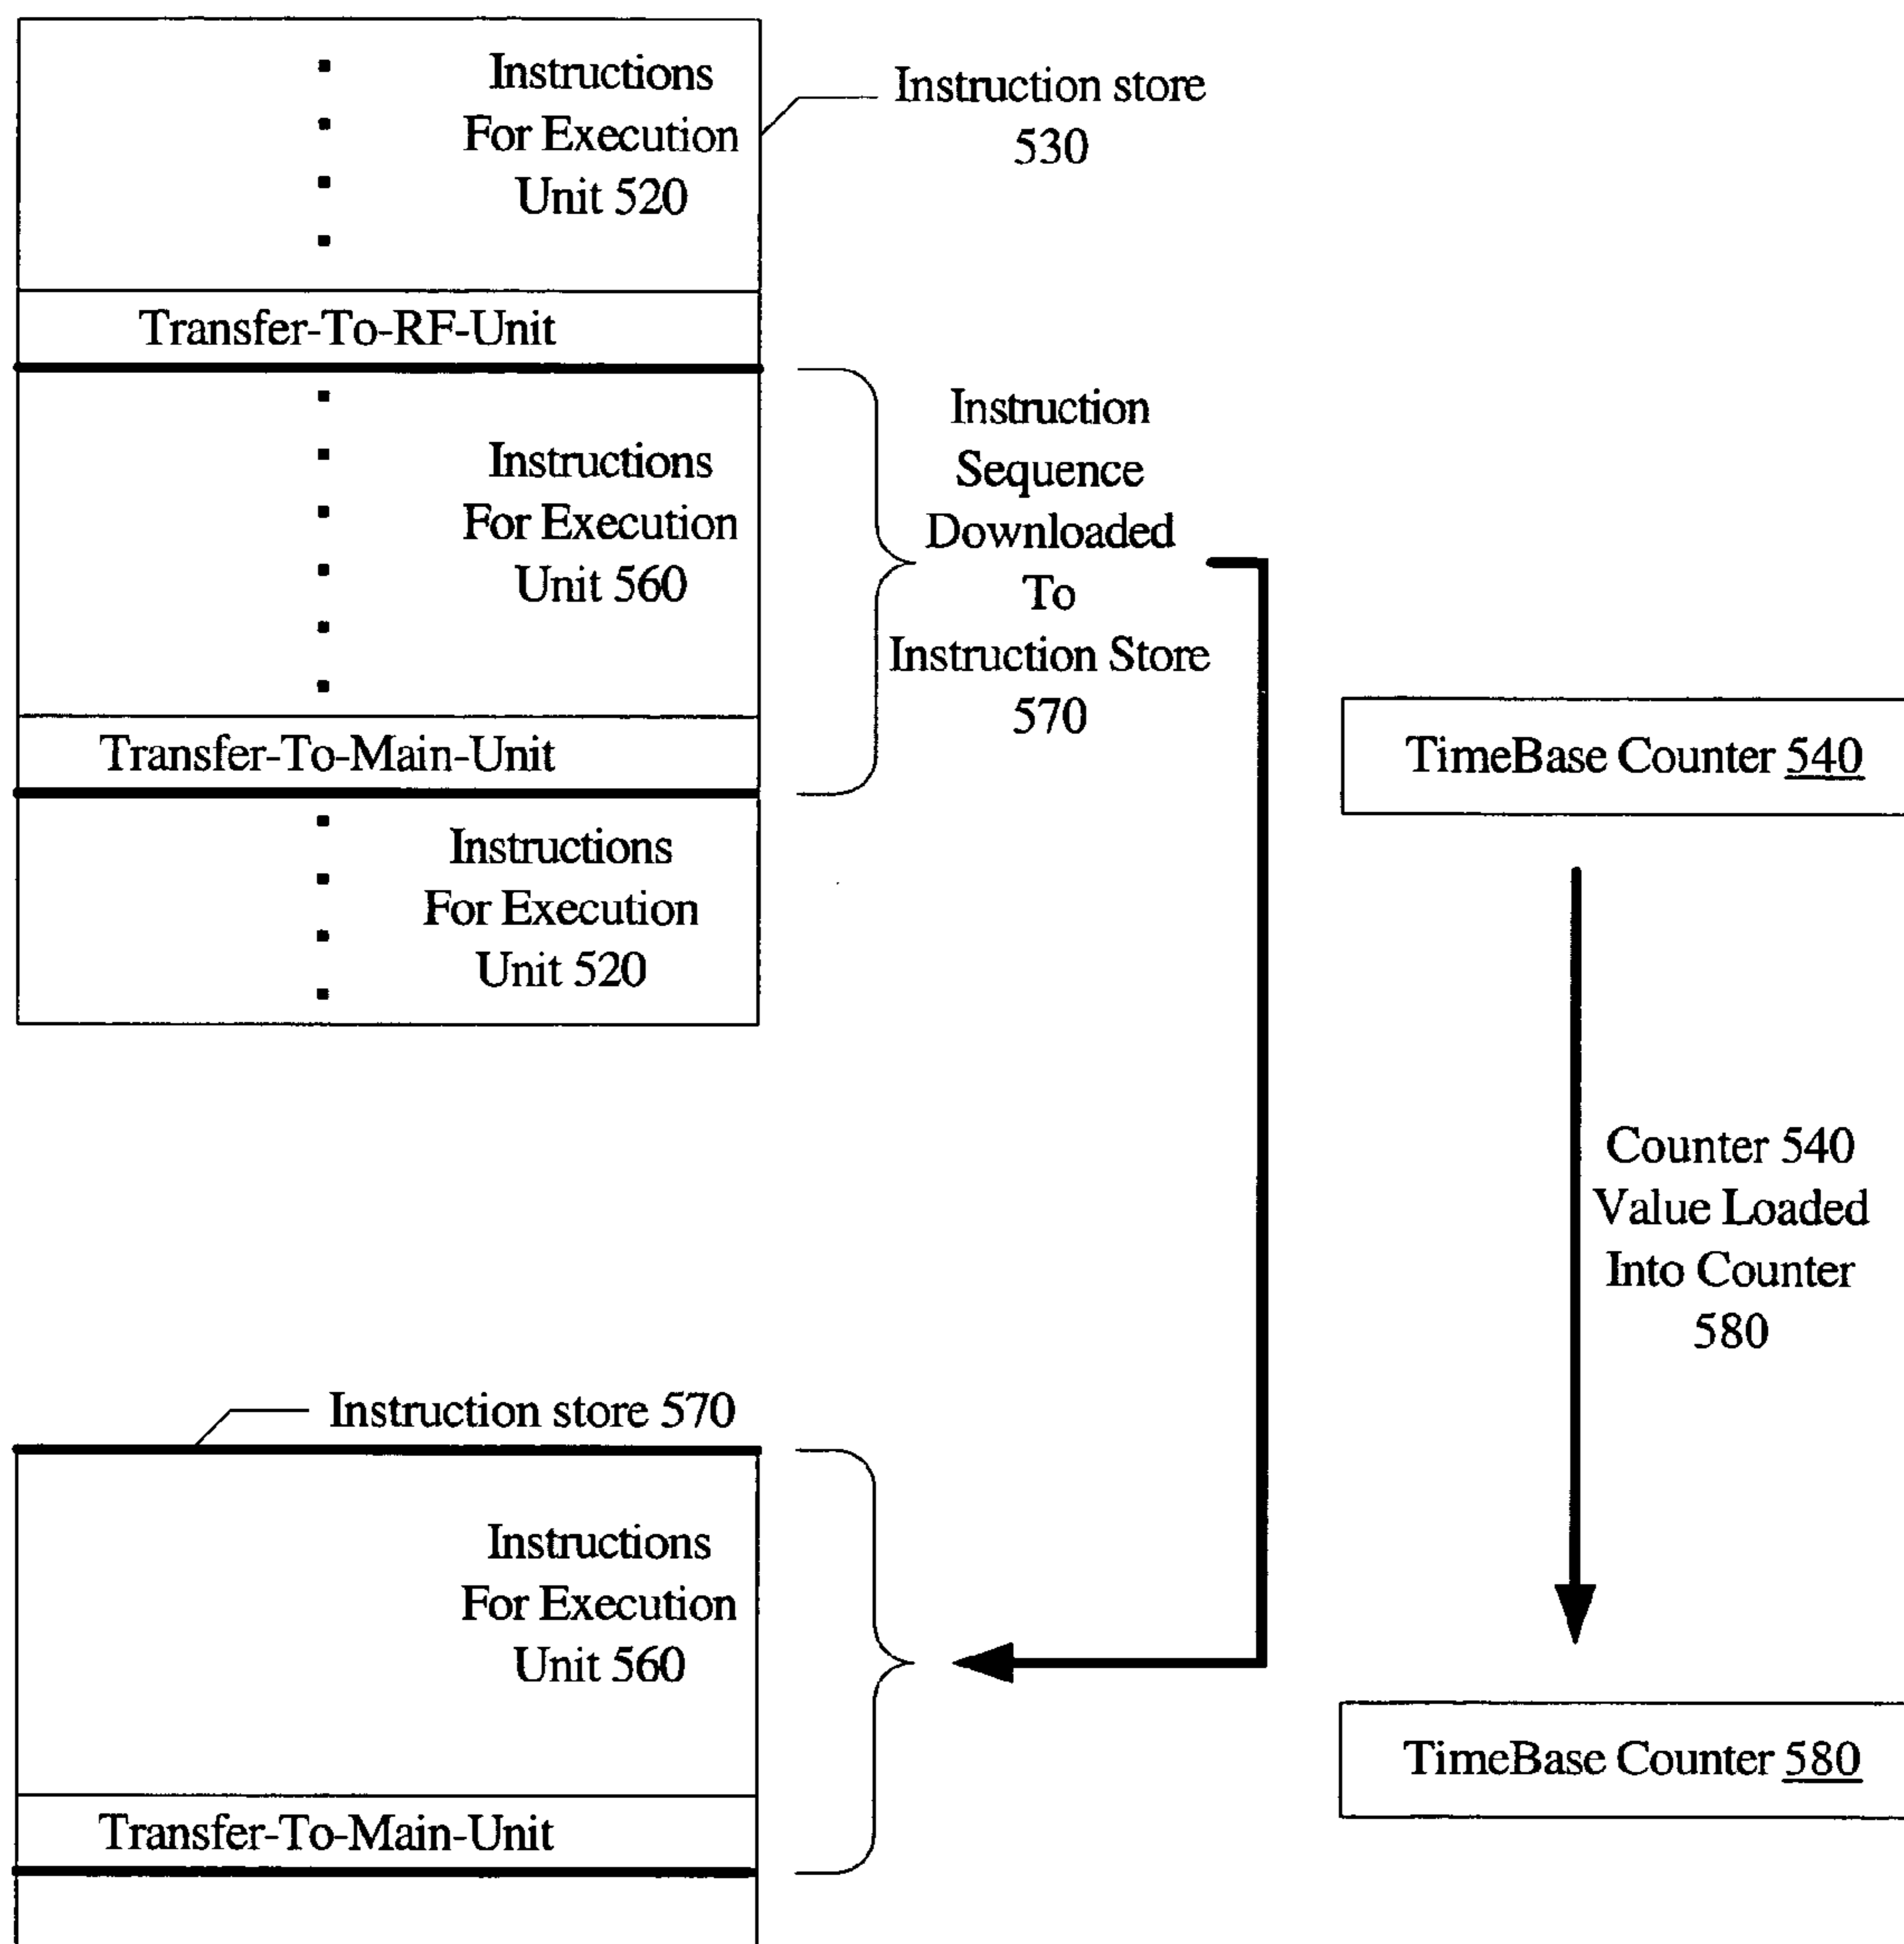 Instructions
For Execution
Unit 520
Instruction store
530
Transfer-To-RF-Unit
Instructions
For Execution
Unit 560
Instruction
Sequence
Downloaded
To
Instruction Store
570
Transfer-To-Main-Unit
TimeBase Counter 540
Instructions
For Execution
Unit 520
Counter 540
Value Loaded
Into Counter
580
Instruction store 570
Instructions
For Execution
Unit 560
Transfer-To-Main-Unit
TimeBase Counter 580